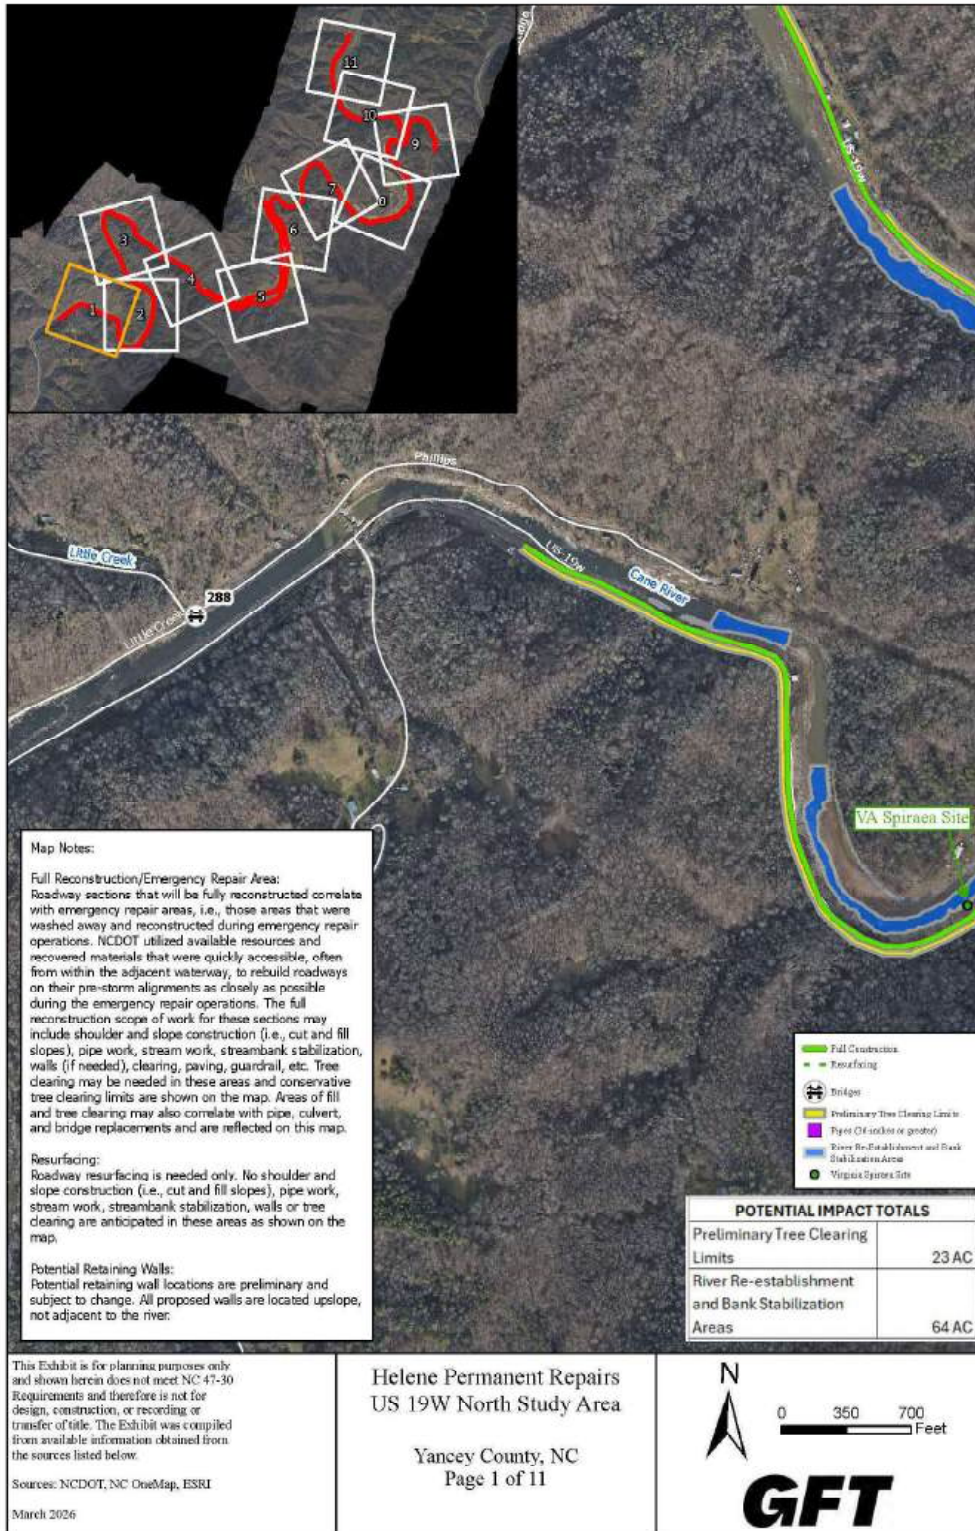 11
10
9
7
8
6
3
4
5
1
2
US-19W
Phillips
Little Creek
288
Little Creek
US-19W
Cane River
VA Spiraea Site
Map Notes:
Full Reconstruction/Emergency Repair Area:
Roadway sections that will be fully reconstructed correlate
with emergency repair areas, i.e., those areas that were
washed away and reconstructed during emergency repair
operations. NCDOT utilized available resources and
recovered materials that were quickly accessible, often
from within the adjacent waterway, to rebuild roadways
on their pre-storm alignments as closely as possible
during the emergency repair operations. The full
reconstruction scope of work for these sections may
include shoulder and slope construction (i.e., cut and fill
slopes), pipe work, stream work, streambank stabilization,
walls (if needed), clearing, paving, guardrail, etc. Tree
clearing may be needed in these areas and conservative
tree clearing limits are shown on the map. Areas of fill
and tree clearing may also correlate with pipe, culvert,
and bridge replacements and are reflected on this map.
Resurfacing:
Roadway resurfacing is needed only. No shoulder and
slope construction (i.e., cut and fill slopes), pipe work,
stream work, streambank stabilization, walls or tree
clearing are anticipated in these areas as shown on the
map.
Potential Retaining Walls:
Potential retaining wall locations are preliminary and
subject to change. All proposed walls are located upslope,
not adjacent to the river.
Full Construction
Resurfacing
Bridges
Preliminary Tree Clearing Limits
Pipes (36-inches or greater)
River Re-Establishment and Bank
Stabilization Areas
Virginia Spiraea Site
POTENTIAL IMPACT TOTALS
Preliminary Tree Clearing
Limits 23 AC
River Re-establishment
and Bank Stabilization
Areas 64 AC
This Exhibit is for planning purposes only
and shown herein does not meet NC 47-30
Requirements and therefore is not for
design, construction, or recording or
transfer of title. The Exhibit was compiled
from available information obtained from
the sources listed below.
Sources: NCDOT, NC OneMap, ESRI
March 2026
Helene Permanent Repairs
US 19W North Study Area
Yancey County, NC
Page 1 of 11
N
0 350 700
Feet
GFT